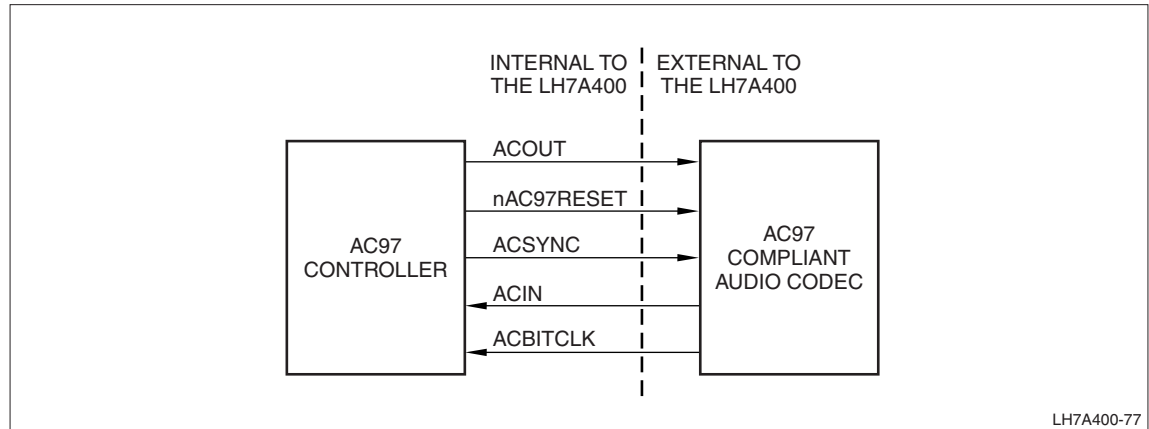 INTERNAL TO
THE LH7A400
EXTERNAL TO
THE LH7A400
AC97
CONTROLLER
ACOUT
nAC97RESET
ACSYNC
ACIN
ACBITCLK
AC97
COMPLIANT
AUDIO CODEC
LH7A400-77